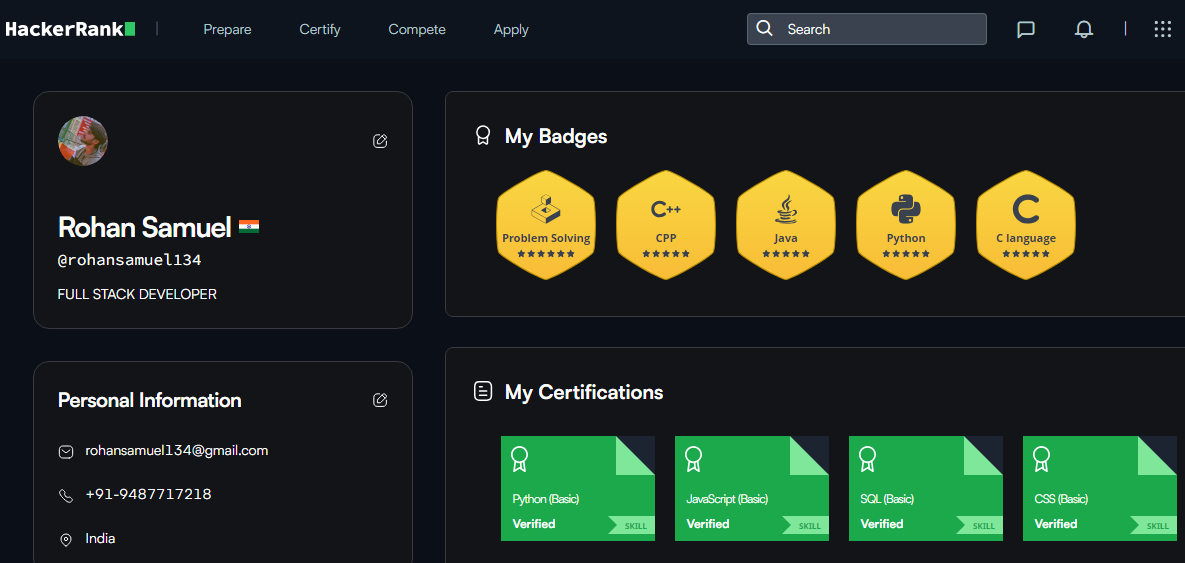 HackerRank
Prepare
Certify
Compete
Apply
Search
Rohan Samuel
@rohansamuel134
FULL STACK DEVELOPER
Personal Information
rohansamuel134@gmail.com
+91-9487717218
India
My Badges
Problem Solving
C++
CPP
Java
Python
C
C language
My Certifications
Python (Basic)
Verified
SKILL
JavaScript (Basic)
Verified
SKILL
SQL (Basic)
Verified
SKILL
CSS (Basic)
Verified
SKILL